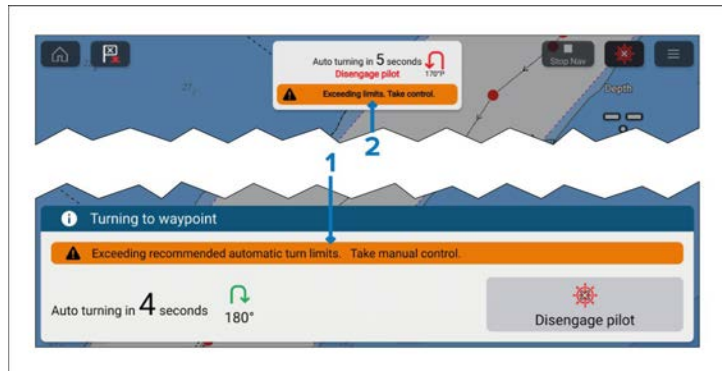 Auto turning in 5 seconds
Disengage pilot
170°P
Stop Nav
Exceeding limits. Take control.
Depth
1
2
Turning to waypoint
Exceeding recommended automatic turn limits. Take manual control.
Auto turning in 4 seconds
180°
Disengage pilot